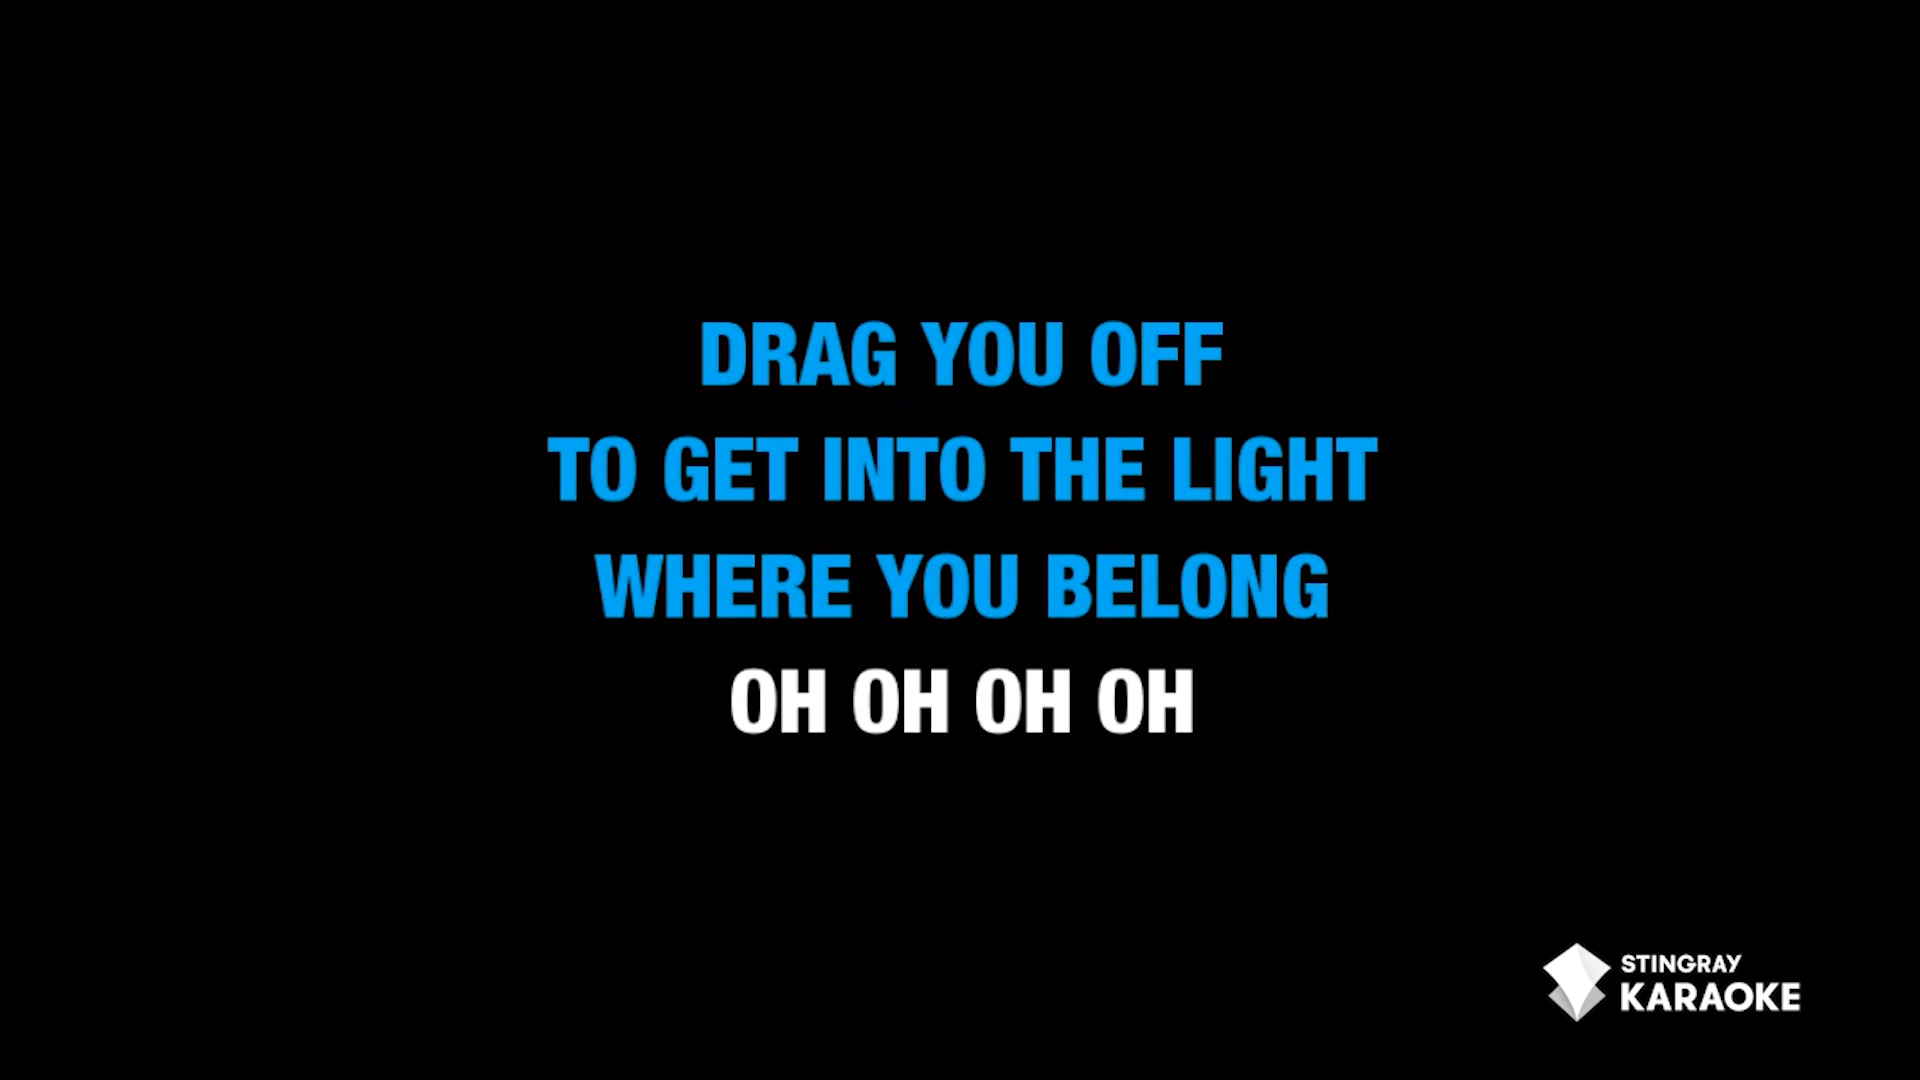 DRAG YOU OFF
TO GET INTO THE LIGHT
WHERE YOU BELONG
OH OH OH OH
STINGRAY
KARAOKE